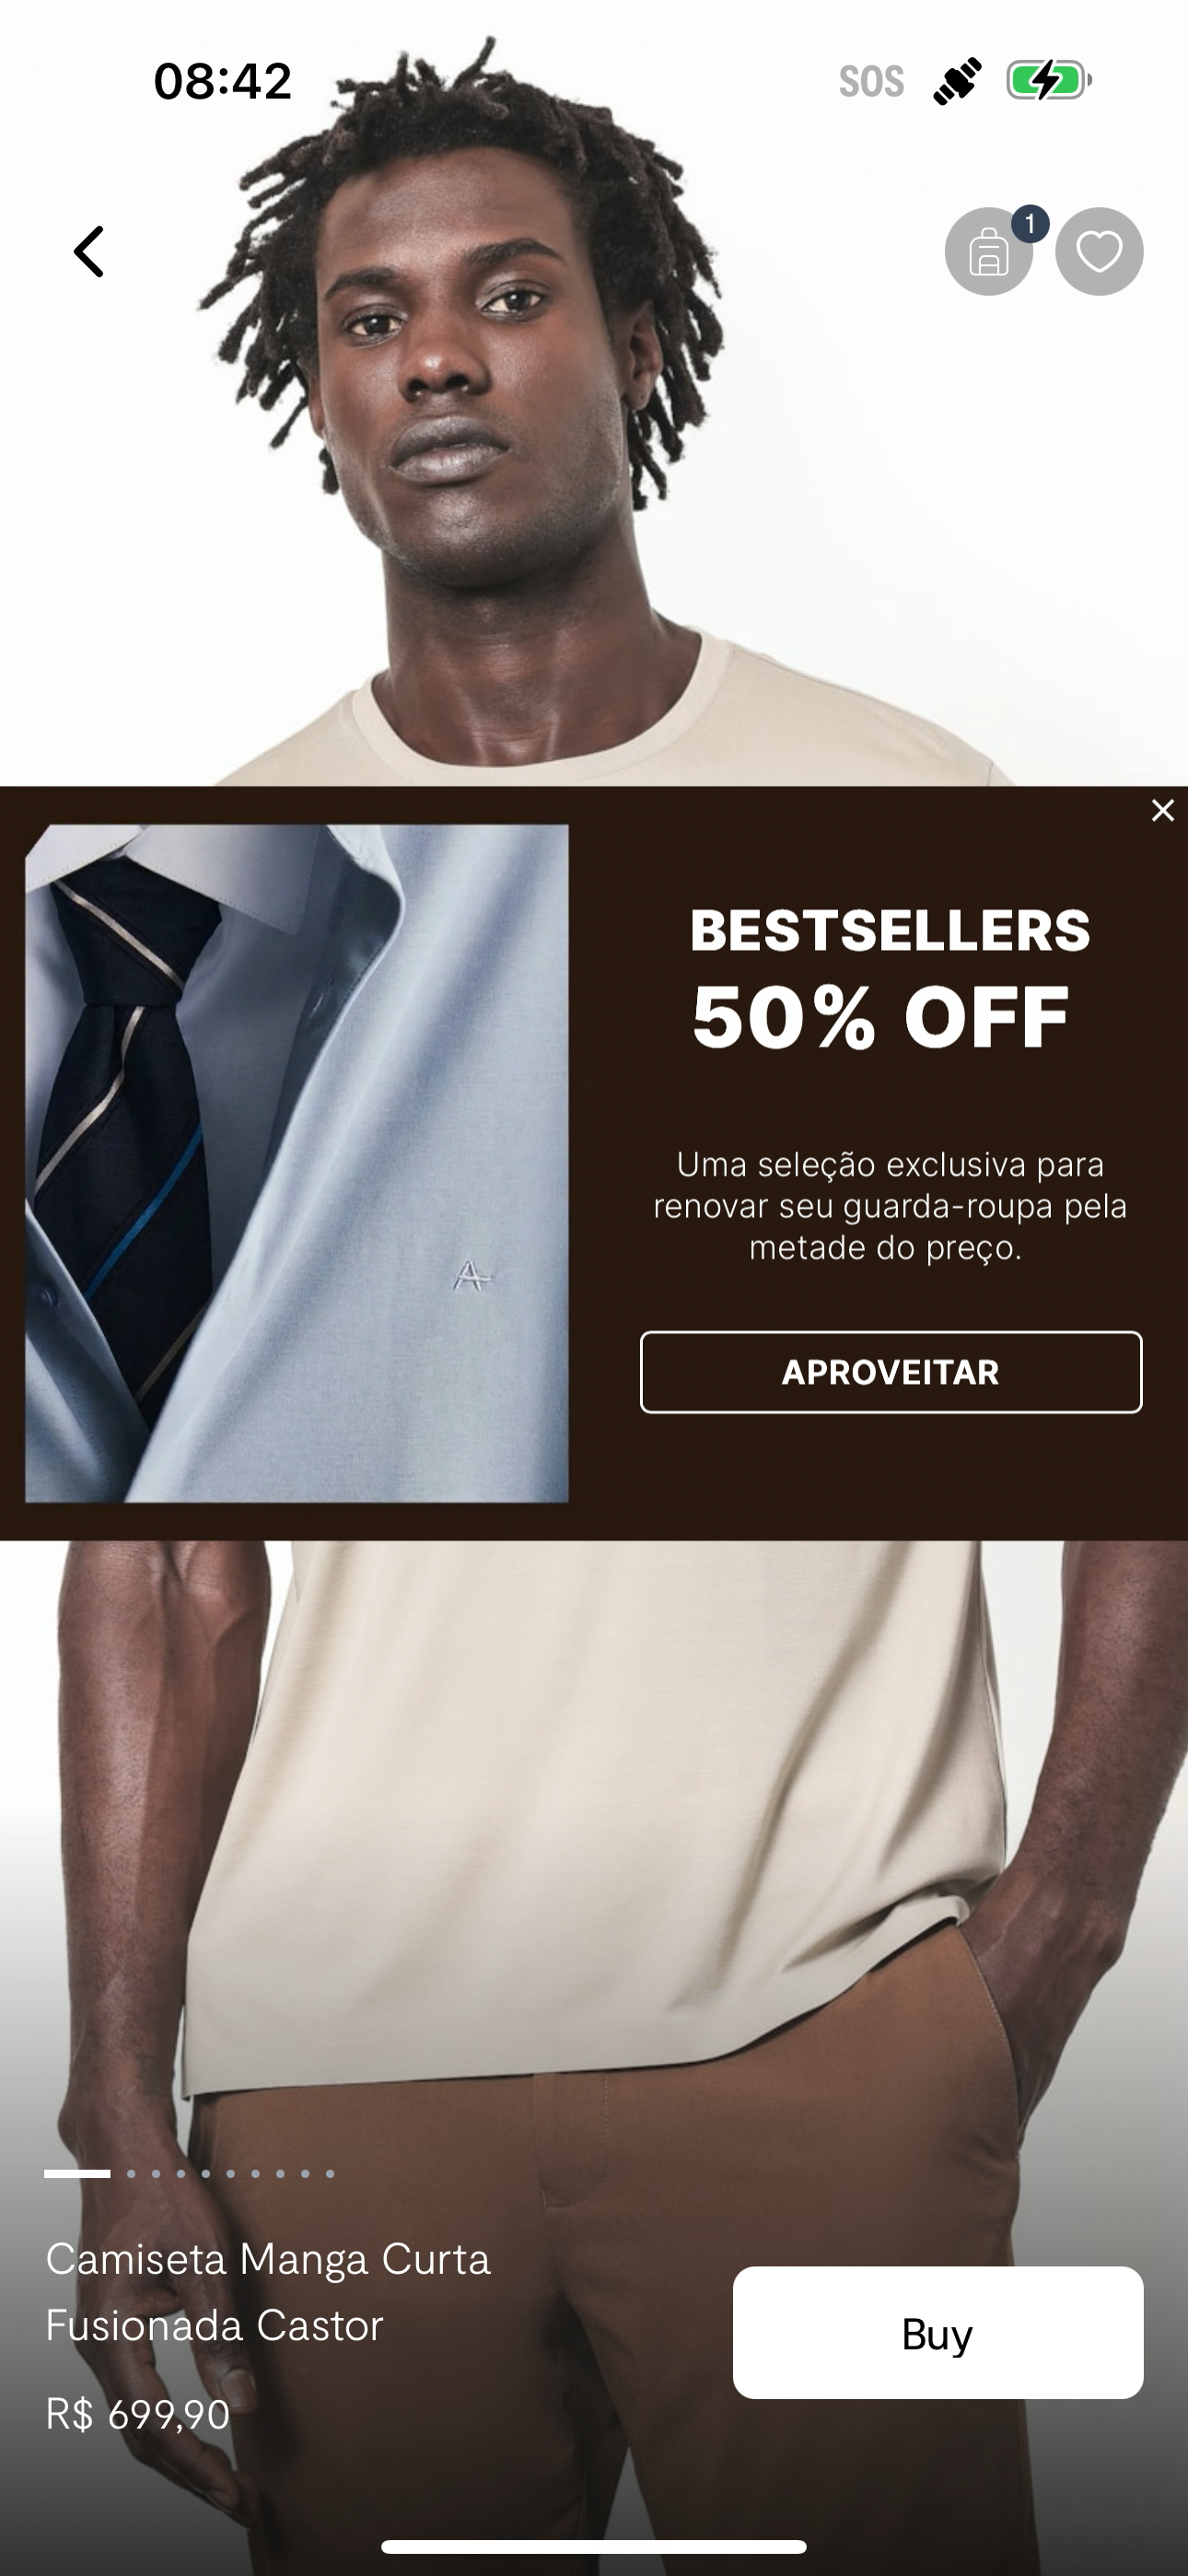 08:42
SOS
1
BESTSELLERS
50% OFF
Uma seleção exclusiva para
renovar seu guarda-roupa pela
metade do preço.
APROVEITAR
Camiseta Manga Curta
Fusionada Castor
R$ 699,90
Buy